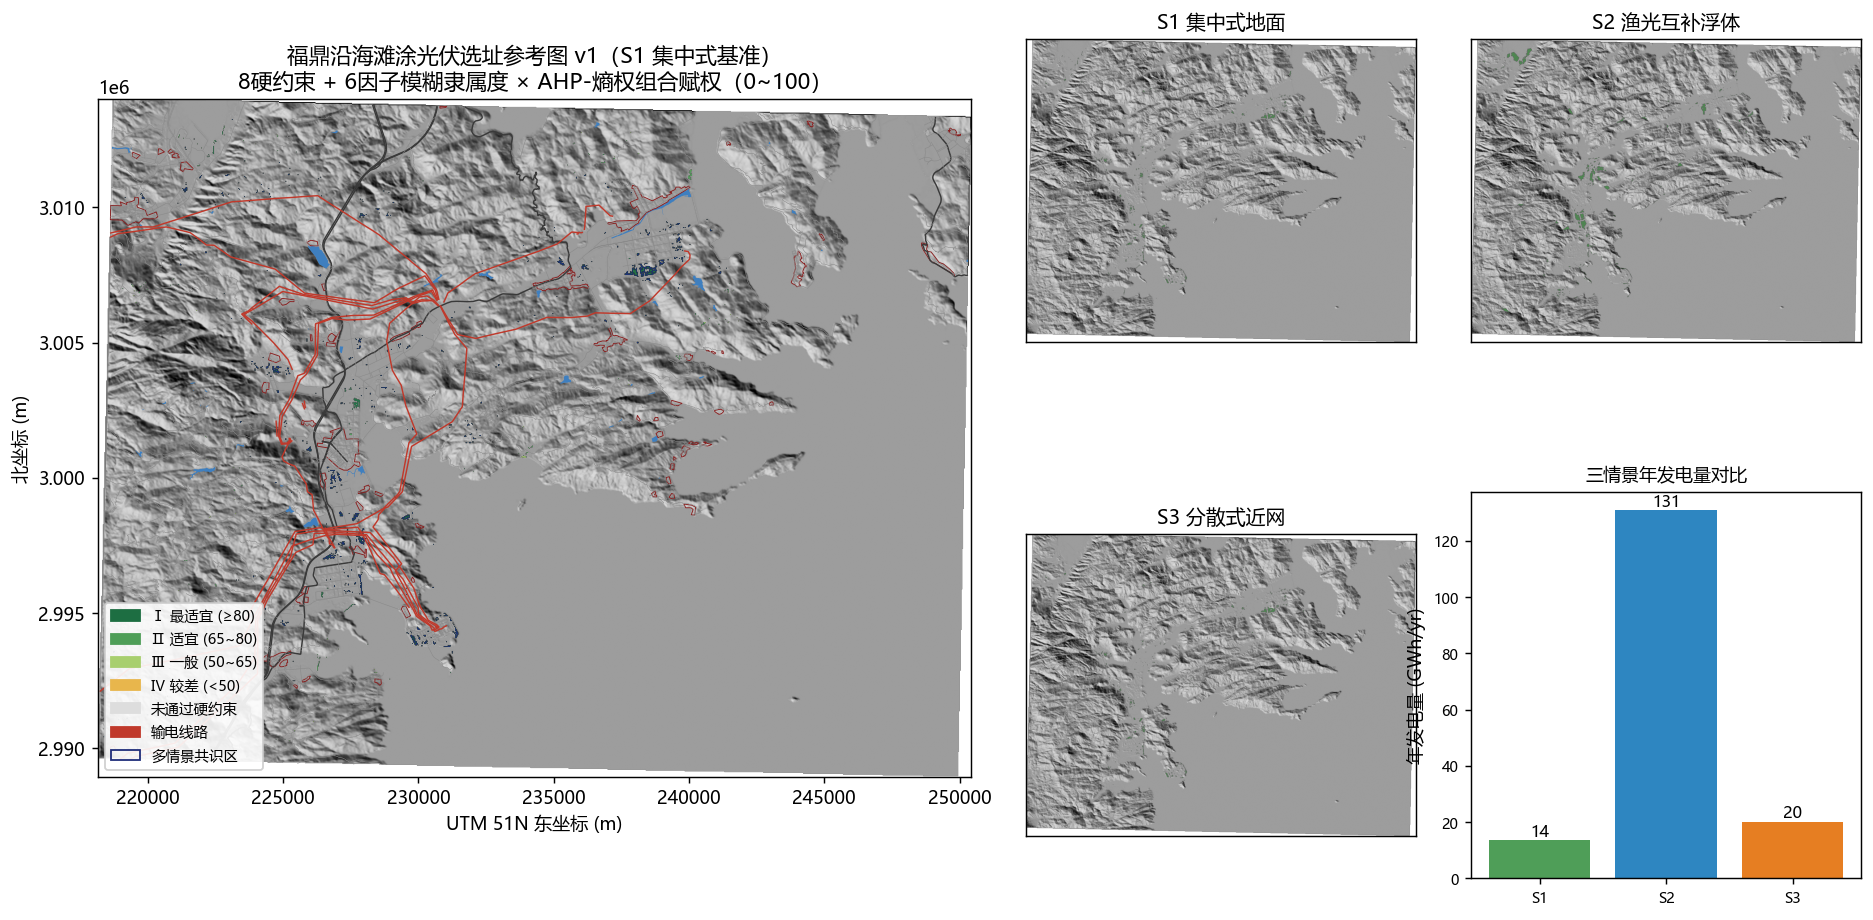 福鼎沿海滩涂光伏选址参考图 v1（S1 集中式基准）
8硬约束 + 6因子模糊隶属度 × AHP-熵权组合赋权（0~100）
1e6
3.010
3.005
3.000
2.995
2.990
北坐标 (m)
220000
225000
230000
235000
240000
245000
250000
UTM 51N 东坐标 (m)
Ⅰ 最适宜 (≥80)
Ⅱ 适宜 (65~80)
Ⅲ 一般 (50~65)
Ⅳ 较差 (<50)
未通过硬约束
输电线路
多情景共识区
S1 集中式地面
S2 渔光互补浮体
S3 分散式近网
三情景年发电量对比
年发电量 (GWh/yr)
120
100
80
60
40
20
0
14
131
20
S1
S2
S3